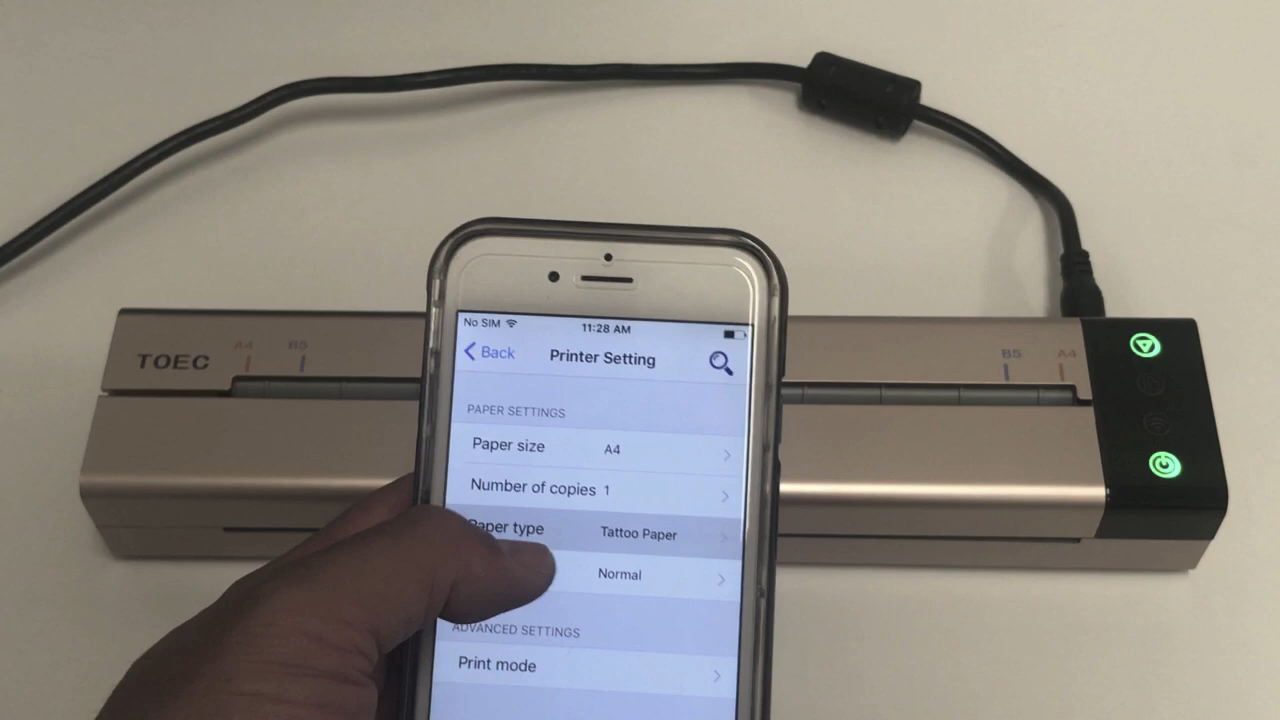 No SIM 11:28 AM
Back Printer Setting
PAPER SETTINGS
Paper size A4
Number of copies 1
Paper type Tattoo Paper
Normal
ADVANCED SETTINGS
Print mode
TOEC A4 B5
B5 A4